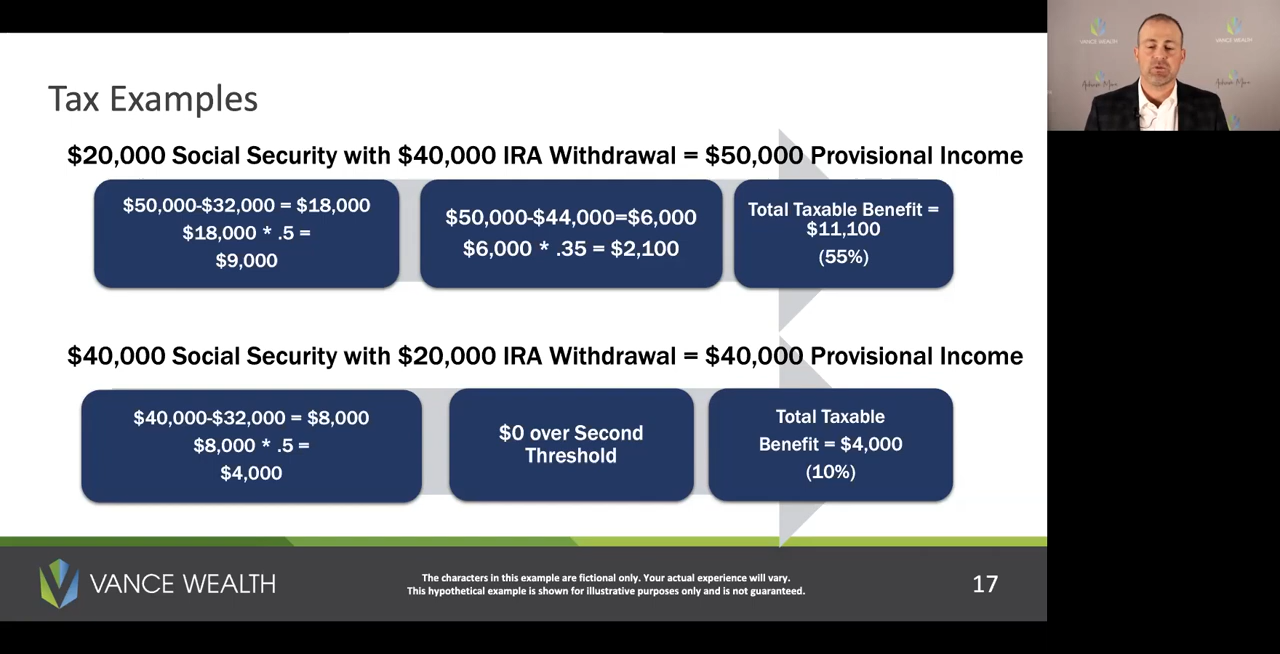 Tax Examples
$20,000 Social Security with $40,000 IRA Withdrawal = $50,000 Provisional Income
$50,000-$32,000 = $18,000
$18,000 * .5 =
$9,000
$50,000-$44,000=$6,000
$6,000 * .35 = $2,100
Total Taxable Benefit =
$11,100
(55%)
$40,000 Social Security with $20,000 IRA Withdrawal = $40,000 Provisional Income
$40,000-$32,000 = $8,000
$8,000 * .5 =
$4,000
$0 over Second
Threshold
Total Taxable
Benefit = $4,000
(10%)
VANCE WEALTH
The characters in this example are fictional only. Your actual experience will vary.
This hypothetical example is shown for illustrative purposes only and is not guaranteed.
17
VANCE WEALTH
VANCE WEALTH